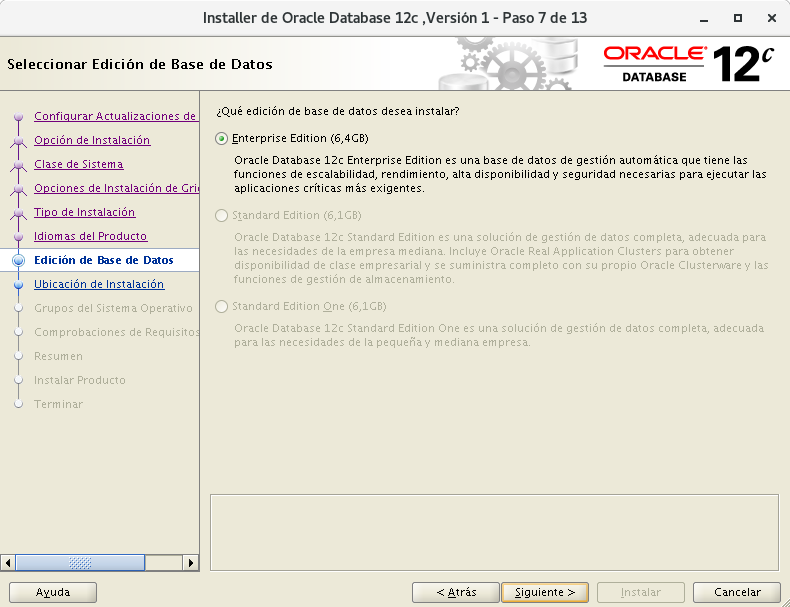 Installer de Oracle Database 12c ,Versión 1 - Paso 7 de 13
Seleccionar Edición de Base de Datos
ORACLE®
DATABASE
12c
Configurar Actualizaciones de
Opción de Instalación
Clase de Sistema
Opciones de Instalación de Gri
Tipo de Instalación
Idiomas del Producto
Edición de Base de Datos
Ubicación de Instalación
Grupos del Sistema Operativo
Comprobaciones de Requisitos
Resumen
Instalar Producto
Terminar
¿Qué edición de base de datos desea instalar?
Enterprise Edition (6,4GB)
Oracle Database 12c Enterprise Edition es una base de datos de gestión automática que tiene las
funciones de escalabilidad, rendimiento, alta disponibilidad y seguridad necesarias para ejecutar las
aplicaciones críticas más exigentes.
Standard Edition (6,1GB)
Oracle Database 12c Standard Edition es una solución de gestión de datos completa, adecuada para
las necesidades de la empresa mediana. Incluye Oracle Real Application Clusters para obtener
disponibilidad de clase empresarial y se suministra completo con su propio Oracle Clusterware y las
funciones de gestión de almacenamiento.
Standard Edition One (6,1GB)
Oracle Database 12c Standard Edition One es una solución de gestión de datos completa, adecuada
para las necesidades de la pequeña y mediana empresa.
Ayuda
< Atrás
Siguiente >
Instalar
Cancelar